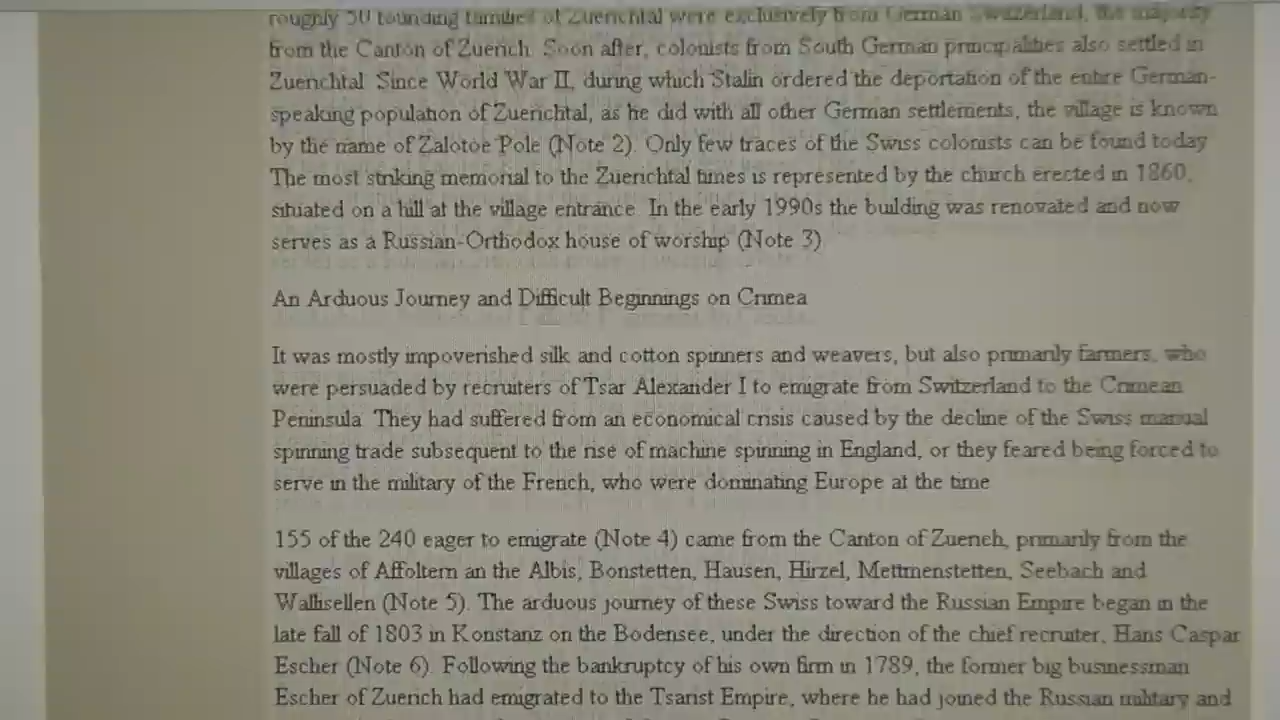 roughly 50 founding families of Zuerichtal were exclusively from German Switzerland, the majority
from the Canton of Zuerich. Soon after, colonists from South German principalities also settled in
Zuerichtal. Since World War II, during which Stalin ordered the deportation of the entire German-
speaking population of Zuerichtal, as he did with all other German settlements, the village is known
by the name of Zalotoe Pole (Note 2). Only few traces of the Swiss colonists can be found today.
The most striking memorial to the Zuerichtal times is represented by the church erected in 1860,
situated on a hill at the village entrance. In the early 1990s the building was renovated and now
serves as a Russian-Orthodox house of worship (Note 3).
An Arduous Journey and Difficult Beginnings on Crimea
It was mostly impoverished silk and cotton spinners and weavers, but also primarily farmers, who
were persuaded by recruiters of Tsar Alexander I to emigrate from Switzerland to the Crimean
Peninsula. They had suffered from an economical crisis caused by the decline of the Swiss manual
spinning trade subsequent to the rise of machine spinning in England, or they feared being forced to
serve in the military of the French, who were dominating Europe at the time.
155 of the 240 eager to emigrate (Note 4) came from the Canton of Zuerich, primarily from the
villages of Affoltern an the Albis, Bonstetten, Hausen, Hirzel, Mettmenstetten, Seebach and
Wallisellen (Note 5). The arduous journey of these Swiss toward the Russian Empire began in the
late fall of 1803 in Konstanz on the Bodensee, under the direction of the chief recruiter, Hans Caspar
Escher (Note 6). Following the bankruptcy of his own firm in 1789, the former big businessman
Escher of Zuerich had emigrated to the Tsarist Empire, where he had joined the Russian military and